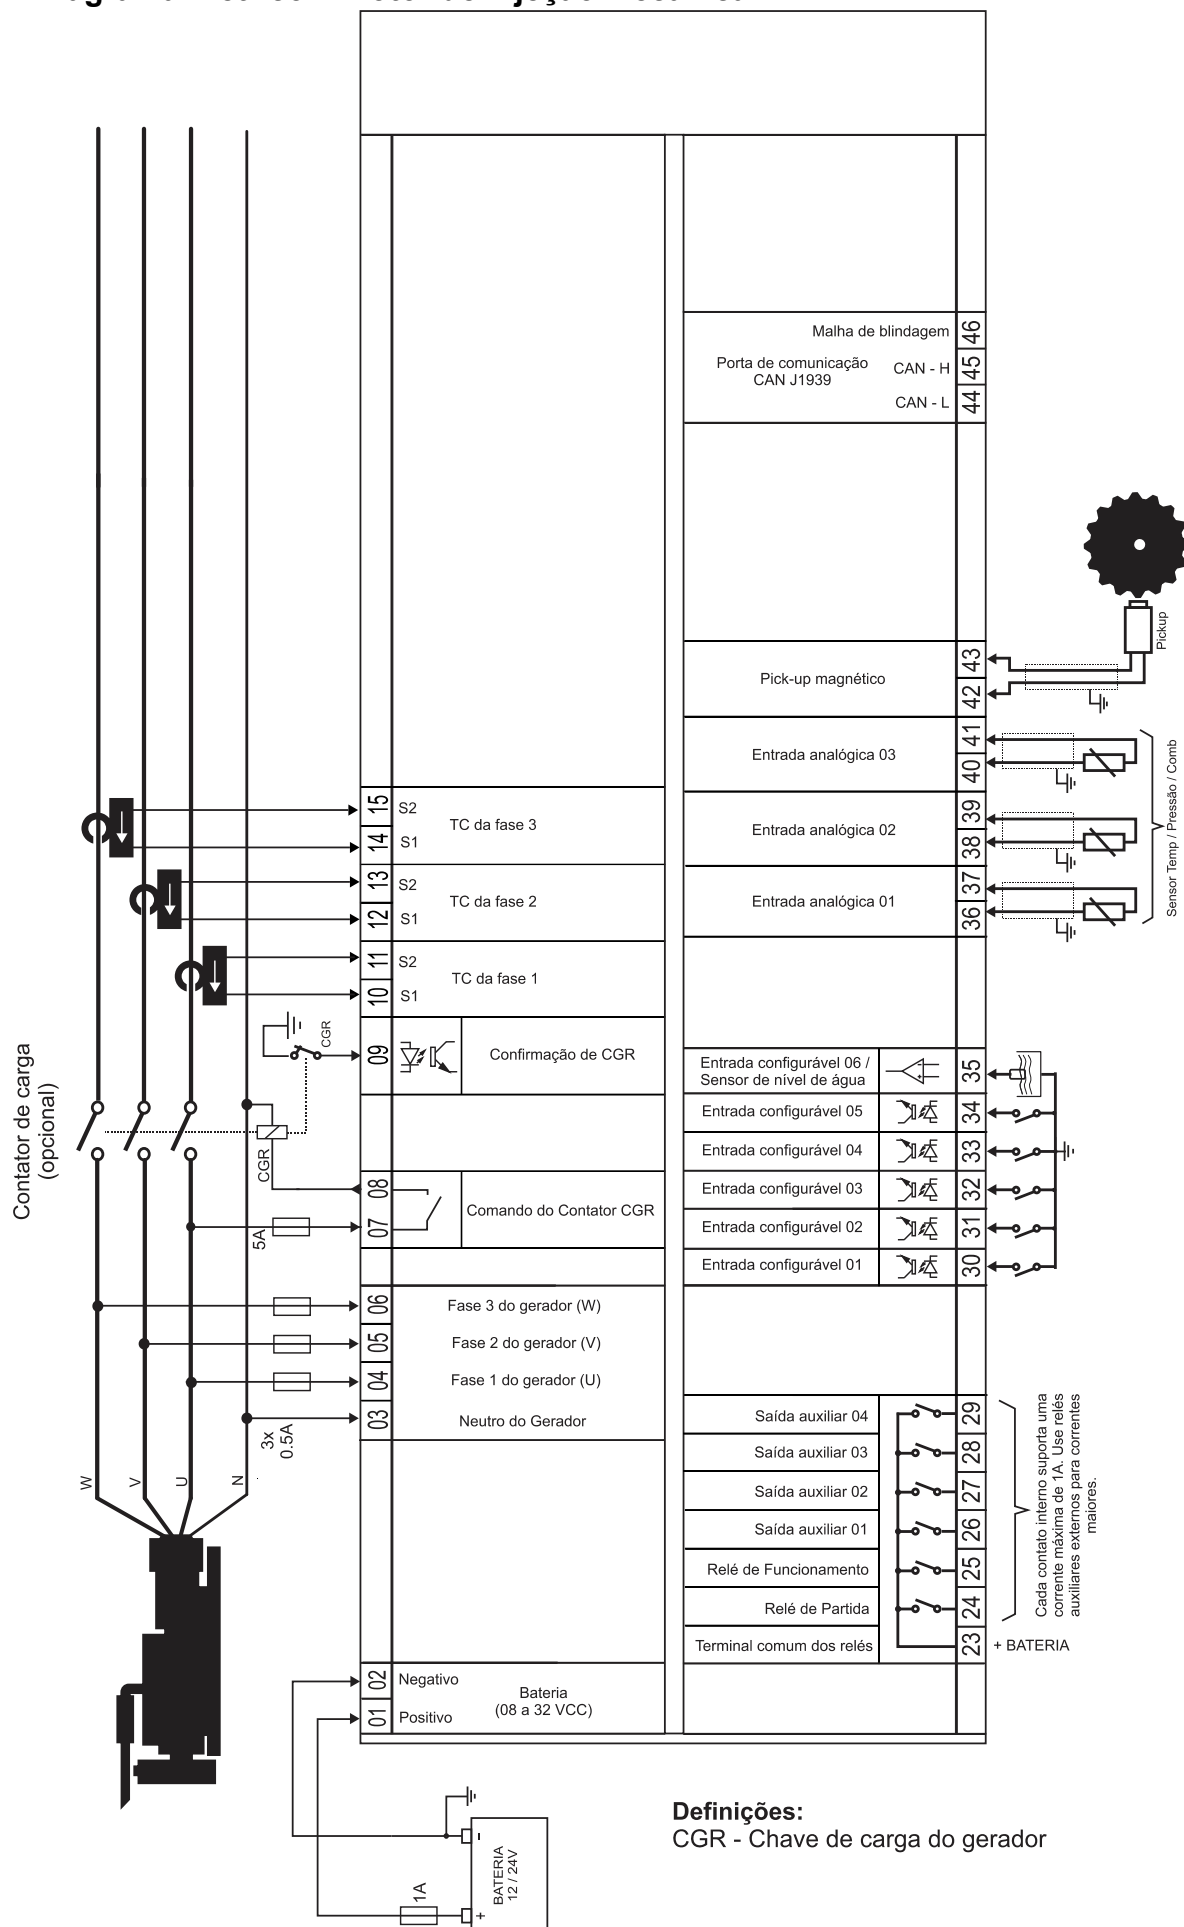 Malha de blindagem
46
Porta de comunicação
CAN J1939
CAN - H
45
CAN - L
44
Pickup
Pick-up magnético
43
42
Entrada analógica 03
41
40
Entrada analógica 02
39
38
Entrada analógica 01
37
36
Sensor Temp / Pressão / Comb
15
S2
TC da fase 3
14
S1
13
S2
TC da fase 2
12
S1
11
S2
TC da fase 1
10
S1
CGR
09
Confirmação de CGR
Contator de carga
(opcional)
CGR
08
07
Comando do Contator CGR
5A
06
Fase 3 do gerador (W)
05
Fase 2 do gerador (V)
04
Fase 1 do gerador (U)
03
Neutro do Gerador
3x
0.5A
W
V
U
N
Entrada configurável 06 /
Sensor de nível de água
35
Entrada configurável 05
34
Entrada configurável 04
33
Entrada configurável 03
32
Entrada configurável 02
31
Entrada configurável 01
30
Saída auxiliar 04
29
Saída auxiliar 03
28
Saída auxiliar 02
27
Saída auxiliar 01
26
Relé de Funcionamento
25
Relé de Partida
24
Terminal comum dos relés
23
+ BATERIA
Cada contato interno suporta uma
corrente máxima de 1A. Use relés
auxiliares externos para correntes
maiores.
02
Negativo
Bateria
(08 a 32 VCC)
01
Positivo
1A
-
+
BATERIA
12 / 24V
Definições:
CGR - Chave de carga do gerador